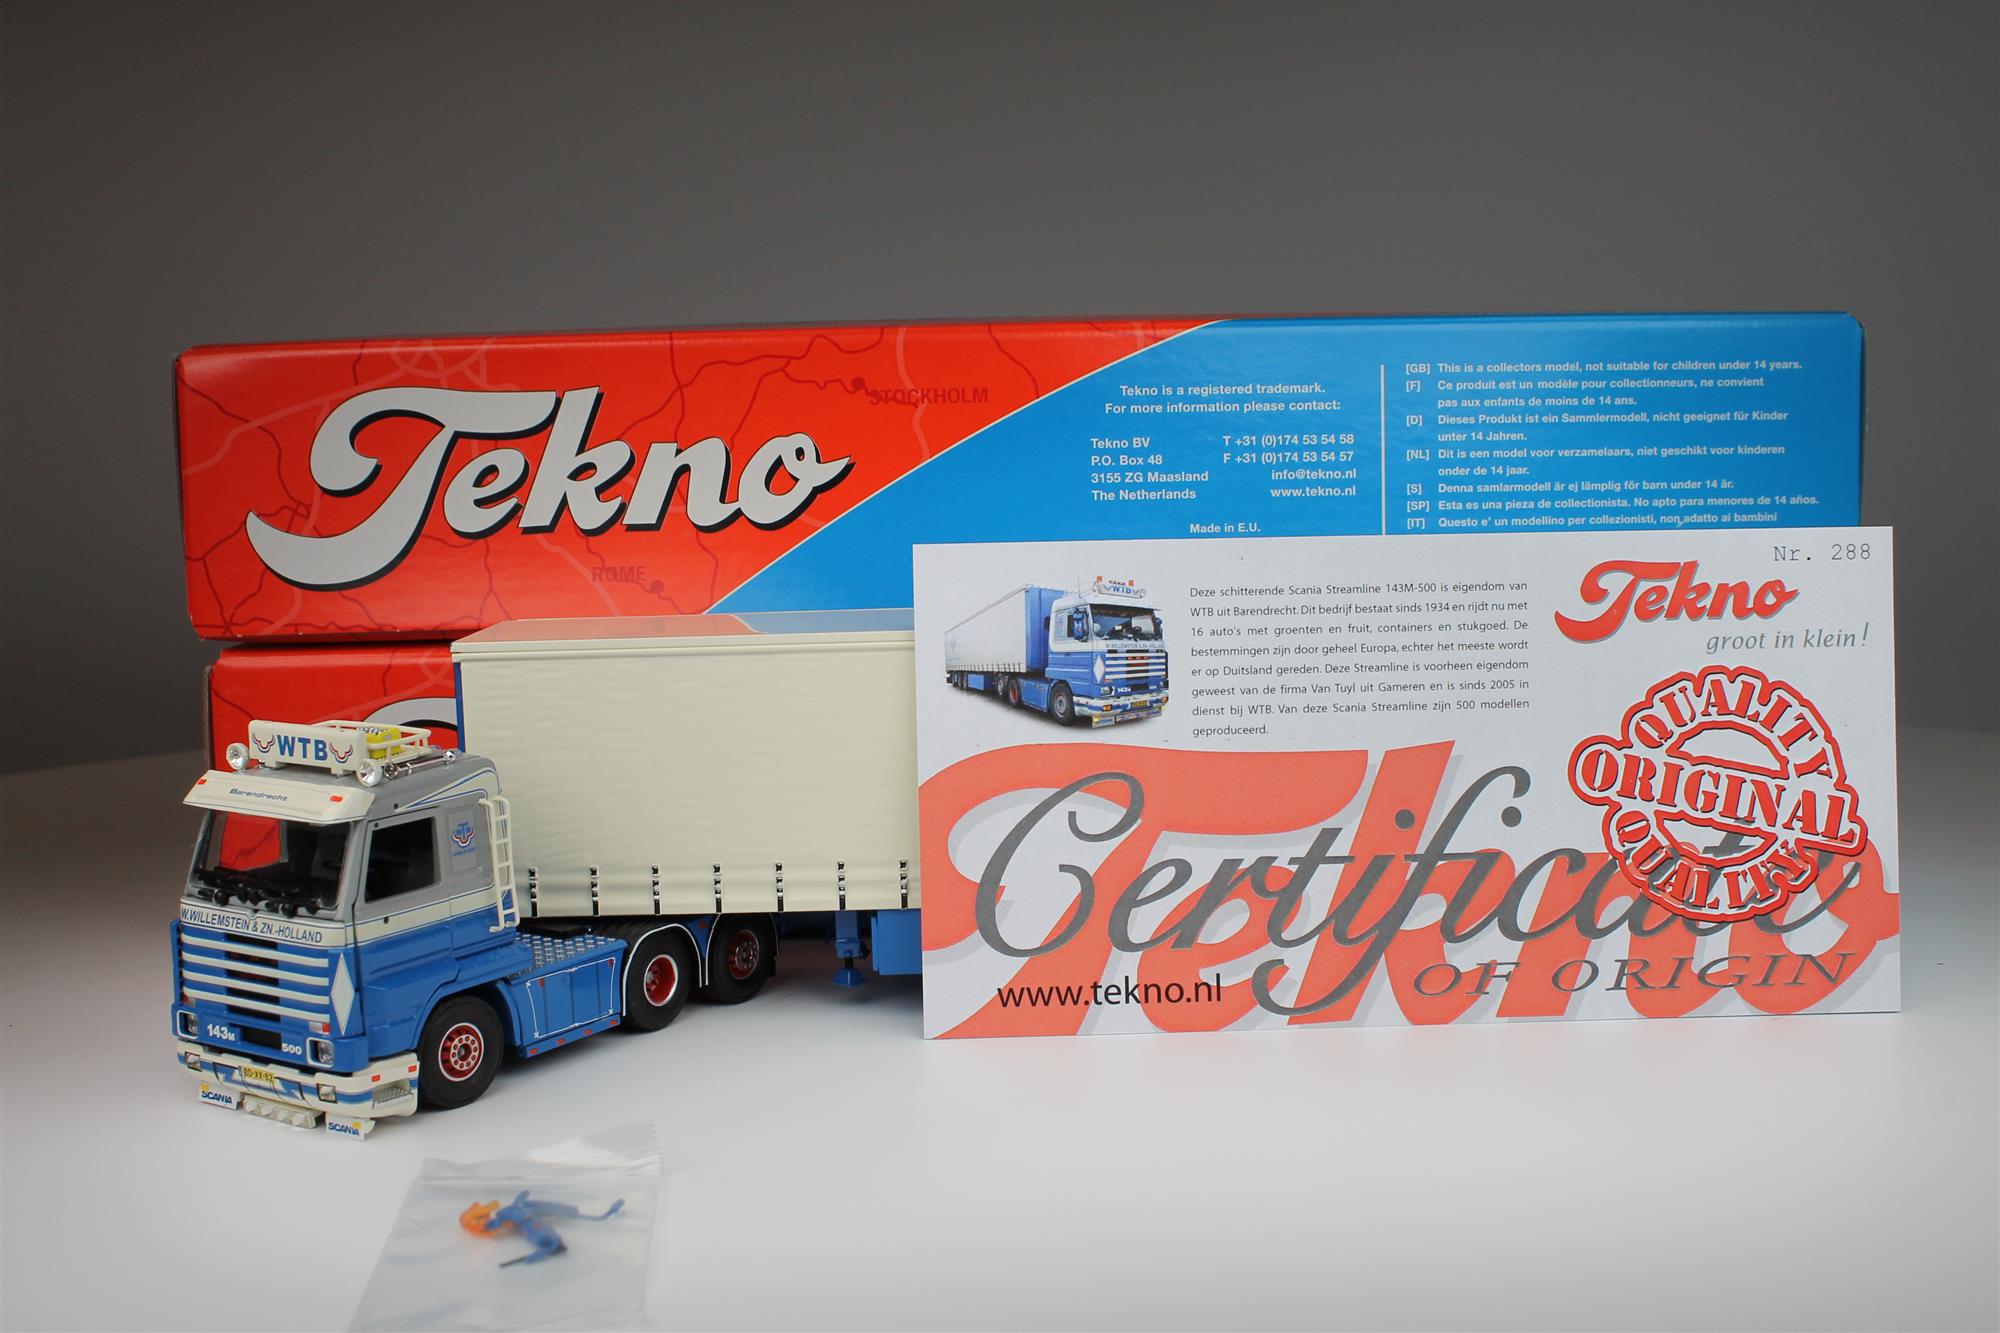 Tekno
STOCKHOLM
ROME
Tekno is a registered trademark.
For more information please contact:
Tekno BV
P.O. Box 48
3155 ZG Maasland
The Netherlands
T +31 (0)174 53 54 58
F +31 (0)174 53 54 57
info@tekno.nl
www.tekno.nl
Made in E.U.
[GB] This is a collectors model, not suitable for children under 14 years.
[F] Ce produit est un modèle pour collectionneurs, ne convient
pas aux enfants de moins de 14 ans.
[D] Dieses Produkt ist ein Sammlermodell, nicht geeignet für Kinder
unter 14 Jahren.
[NL] Dit is een model voor verzamelaars, niet geschikt voor kinderen
onder de 14 jaar.
[S] Denna samlarmodell är ej lämplig för barn under 14 år.
[SP] Esta es una pieza de collectionista. No apto para menores de 14 años.
[IT] Questo e' un modellino per collezionisti, non adatto ai bambini
Nr. 288
Tekno
groot in klein!
WTB
Deze schitterende Scania Streamline 143M-500 is eigendom van
WTB uit Barendrecht. Dit bedrijf bestaat sinds 1934 en rijdt nu met
16 auto's met groenten en fruit, containers en stukgoed. De
bestemmingen zijn door geheel Europa, echter het meeste wordt
er op Duitsland gereden. Deze Streamline is voorheen eigendom
geweest van de firma Van Tuyl uit Gameren en is sinds 2005 in
dienst bij WTB. Van deze Scania Streamline zijn 500 modellen
geproduceerd.
QUALITY
ORIGINAL
QUALITY
Tekno
Certificate
OF ORIGIN
www.tekno.nl
WTB
Barendrecht
W.WILLEMSTEIN & ZN.-HOLLAND
143M
500
BD-XX-82
SCANIA
SCANIA